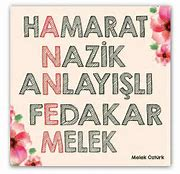 HAMARAT
NAZİK
ANLAYIŞLI
FEDAKAR
MELEK
Melek Öztürk